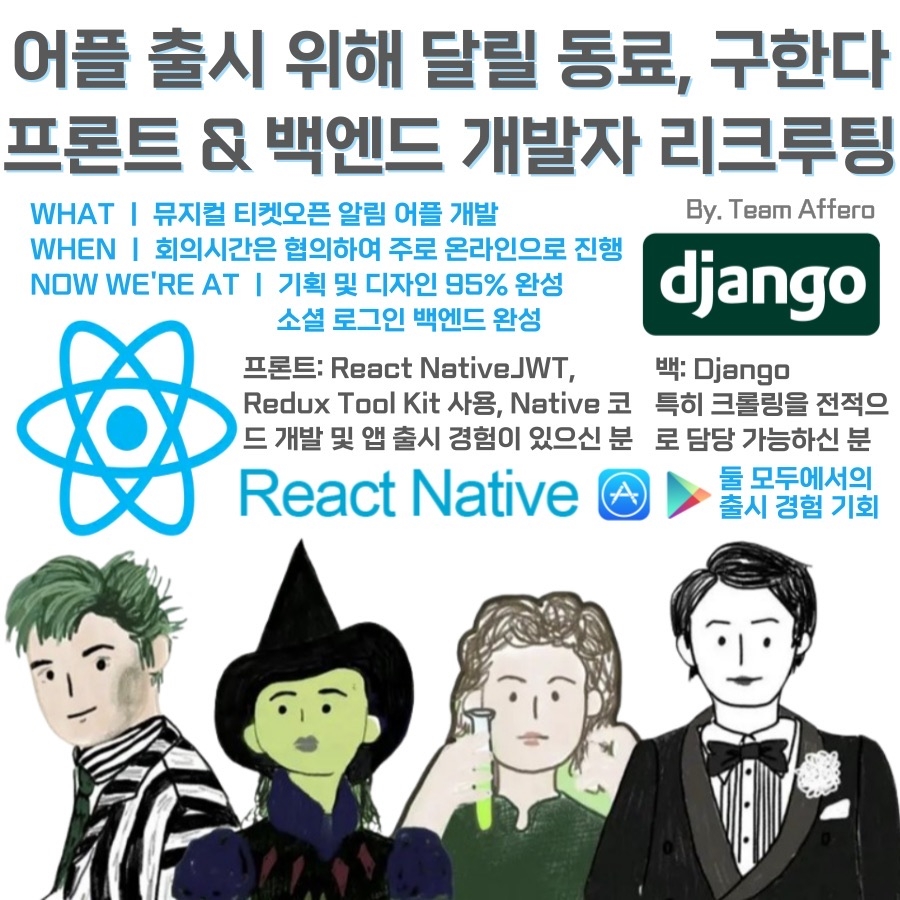 어플 출시 위해 달릴 동료, 구한다
프론트 & 백엔드 개발자 리크루팅
WHAT ㅣ 뮤지컬 티켓오픈 알림 어플 개발
By. Team Affero
WHEN ㅣ 회의시간은 협의하여 주로 온라인으로 진행
NOW WE'RE AT ㅣ 기획 및 디자인 95% 완성
소셜 로그인 백엔드 완성
django
프론트: React NativeJWT,
Redux Tool Kit 사용, Native 코
드 개발 및 앱 출시 경험이 있으신 분
백: Django
특히 크롤링을 전적으
로 담당 가능하신 분
React Native
둘 모두에서의
출시 경험 기회